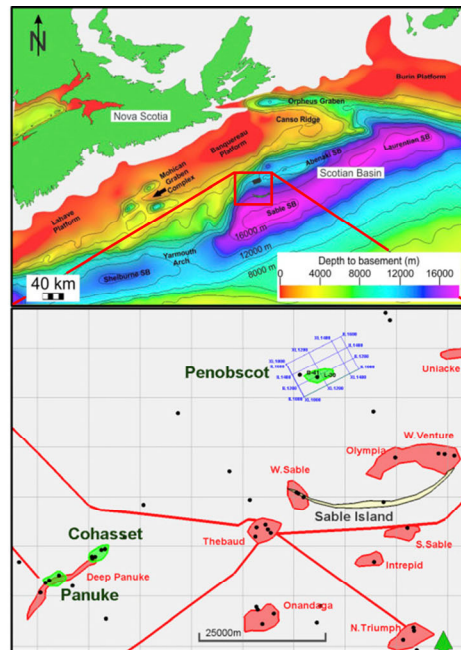 N
Nova Scotia
Burin Platform
Orpheus Graben
Canso Ridge
Banquereau Platform
Laurentian SB
Abenaki SB
Scotian Basin
Mohican Graben Complex
Lahave Platform
Sable SB
16000 m
12000 m
8000 m
Yarmouth Arch
Shelburne SB
40 km
Depth to basement (m)
0 4000 8000 12000 16000
Penobscot
L-30
Uniacke
W.Venture
Olympia
W.Sable
Sable Island
Thebaud
S.Sable
Cohasset
Intrepid
Deep Panuke
Panuke
Onandaga
N.Triumph
25000m